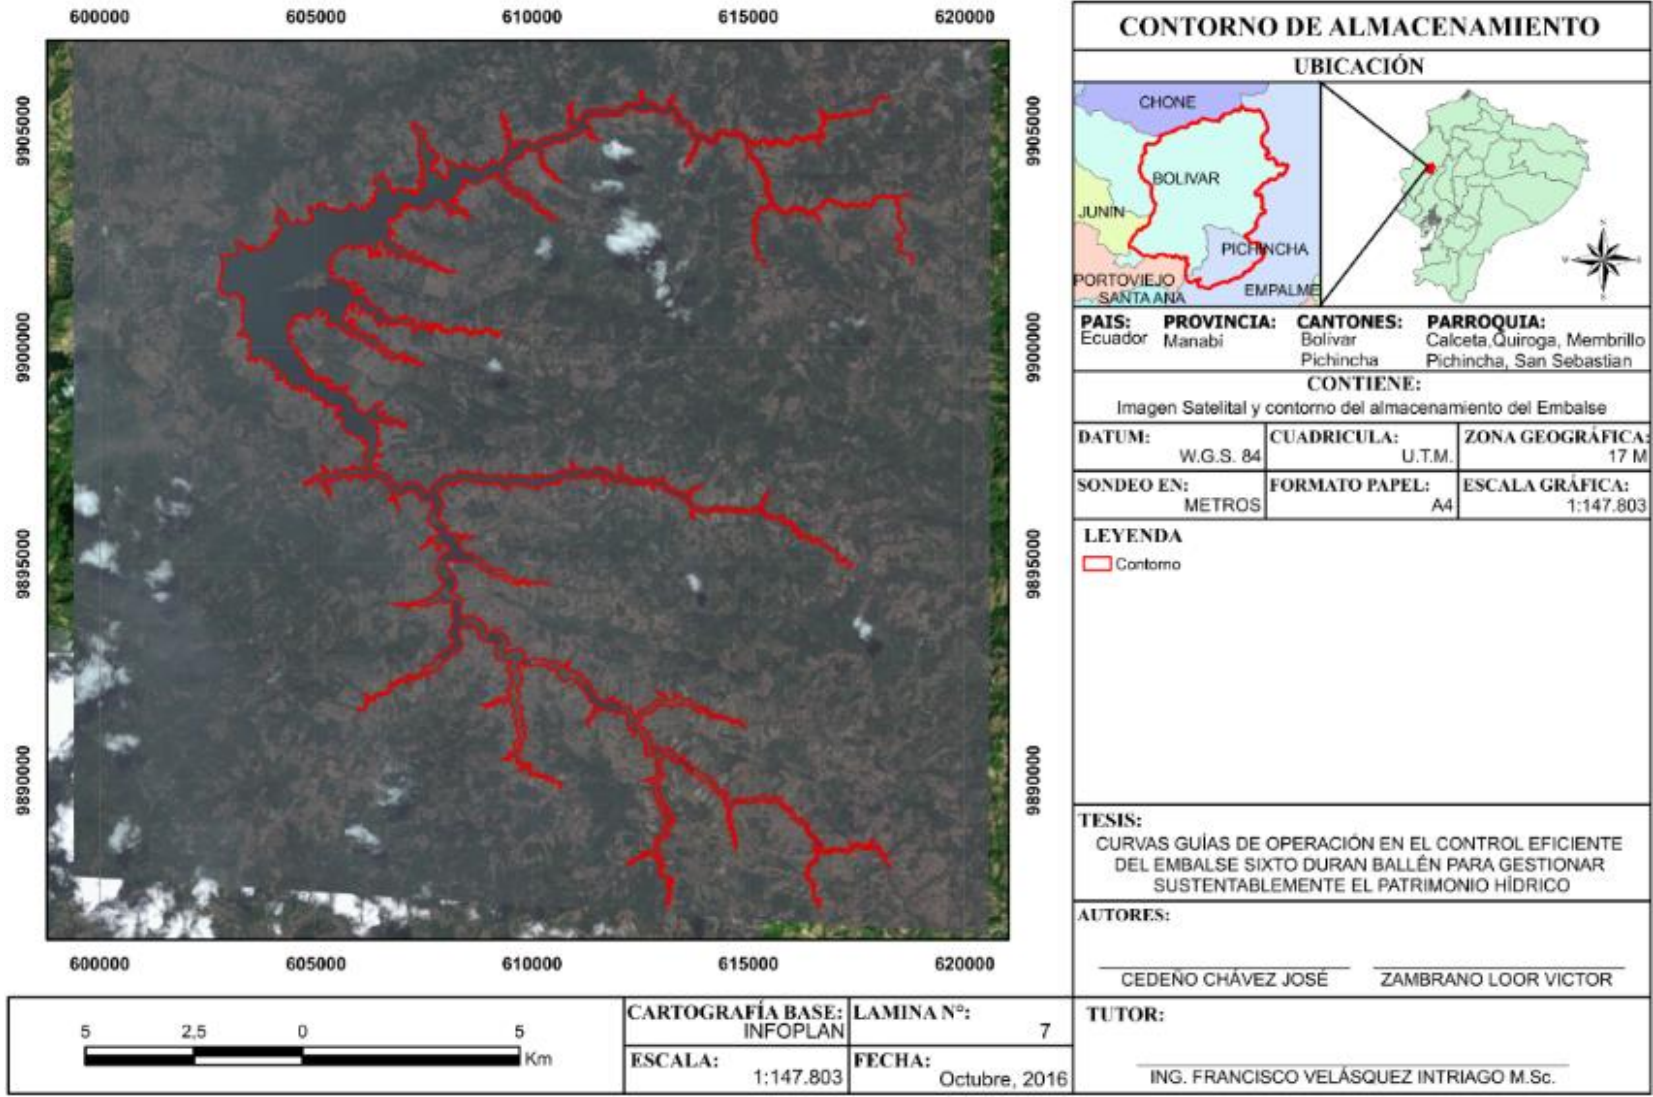 600000 605000 610000 615000 620000
9905000
9900000
9895000
9890000
9905000
9900000
9895000
9890000
600000 605000 610000 615000 620000
5 2,5 0 5
Km
CARTOGRAFÍA BASE:
INFOPLAN
LAMINA N°:
7
ESCALA:
1:147.803
FECHA:
Octubre, 2016
CONTORNO DE ALMACENAMIENTO
UBICACIÓN
CHONE
BOLIVAR
JUNIN
PICHINCHA
PORTOVIEJO
SANTA ANA
EMPALME
N
S
PAIS:
Ecuador
PROVINCIA:
Manabi
CANTONES:
Bolivar
Pichincha
PARROQUIA:
Calceta,Quiroga, Membrillo
Pichincha, San Sebastian
CONTIENE:
Imagen Satelital y contorno del almacenamiento del Embalse
DATUM:
W.G.S. 84
CUADRICULA:
U.T.M.
ZONA GEOGRÁFICA:
17 M
SONDEO EN:
METROS
FORMATO PAPEL:
A4
ESCALA GRÁFICA:
1:147.803
LEYENDA
Contorno
TESIS:
CURVAS GUÍAS DE OPERACIÓN EN EL CONTROL EFICIENTE
DEL EMBALSE SIXTO DURAN BALLÉN PARA GESTIONAR
SUSTENTABLEMENTE EL PATRIMONIO HÍDRICO
AUTORES:
CEDEÑO CHÁVEZ JOSÉ
ZAMBRANO LOOR VICTOR
TUTOR:
ING. FRANCISCO VELÁSQUEZ INTRIAGO M.Sc.